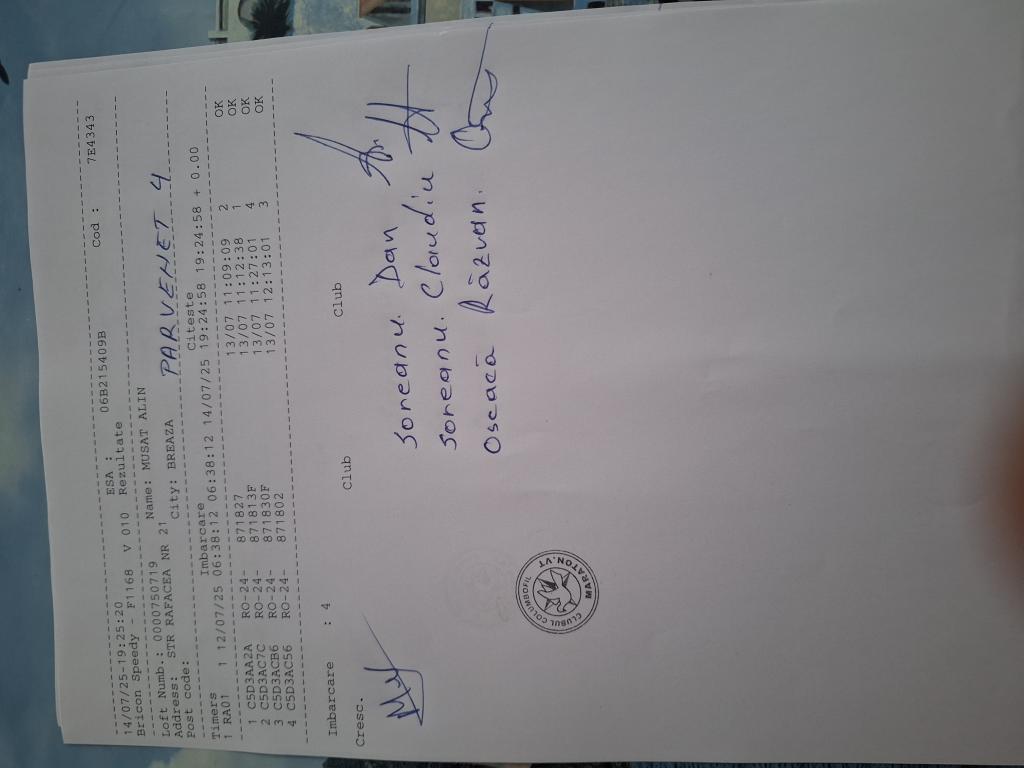 14/07/25-19:25:20 ESA : 06B215409B Cod : 7E4343
Bricon Speedy - F1168 V 010 Rezultate
Loft Numb.: 0000750719 Name: MUSAT ALIN
Address: STR RAFACEA NR 21
Post code: City: BREAZA PARVENET 4
Imbarcare Citeste
Timers 1 12/07/25 06:38:12 06:38:12 14/07/25 19:24:58 19:24:58 + 0.00
1 RA01
1 C5D3AA2A RO-24- 871827 13/07 11:09:09 2 OK
2 C5D3AC7C RO-24- 871813F 13/07 11:12:38 1 OK
3 C5D3ACB6 RO-24- 871830F 13/07 11:27:01 4 OK
4 C5D3AC56 RO-24- 871802 13/07 12:13:01 3 OK
Imbarcare : 4
Cresc. Club Club
Soreanu. Dan
Soreanu. Claudiu
Oseacă Răzvan.
CLUBUL COLUMBOFIL
MP MARATON.VT